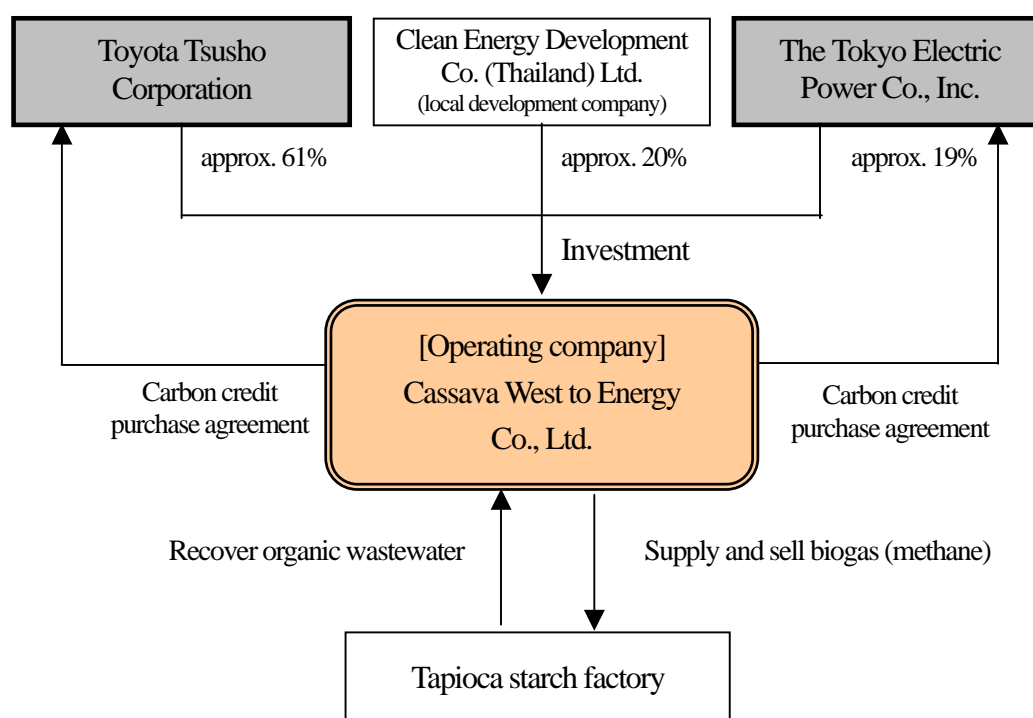 Toyota Tsusho
Corporation
Clean Energy Development
Co. (Thailand) Ltd.
(local development company)
The Tokyo Electric
Power Co., Inc.
approx. 61%
approx. 20%
approx. 19%
Investment
[Operating company]
Cassava West to Energy
Co., Ltd.
Carbon credit
purchase agreement
Carbon credit
purchase agreement
Recover organic wastewater
Supply and sell biogas (methane)
Tapioca starch factory